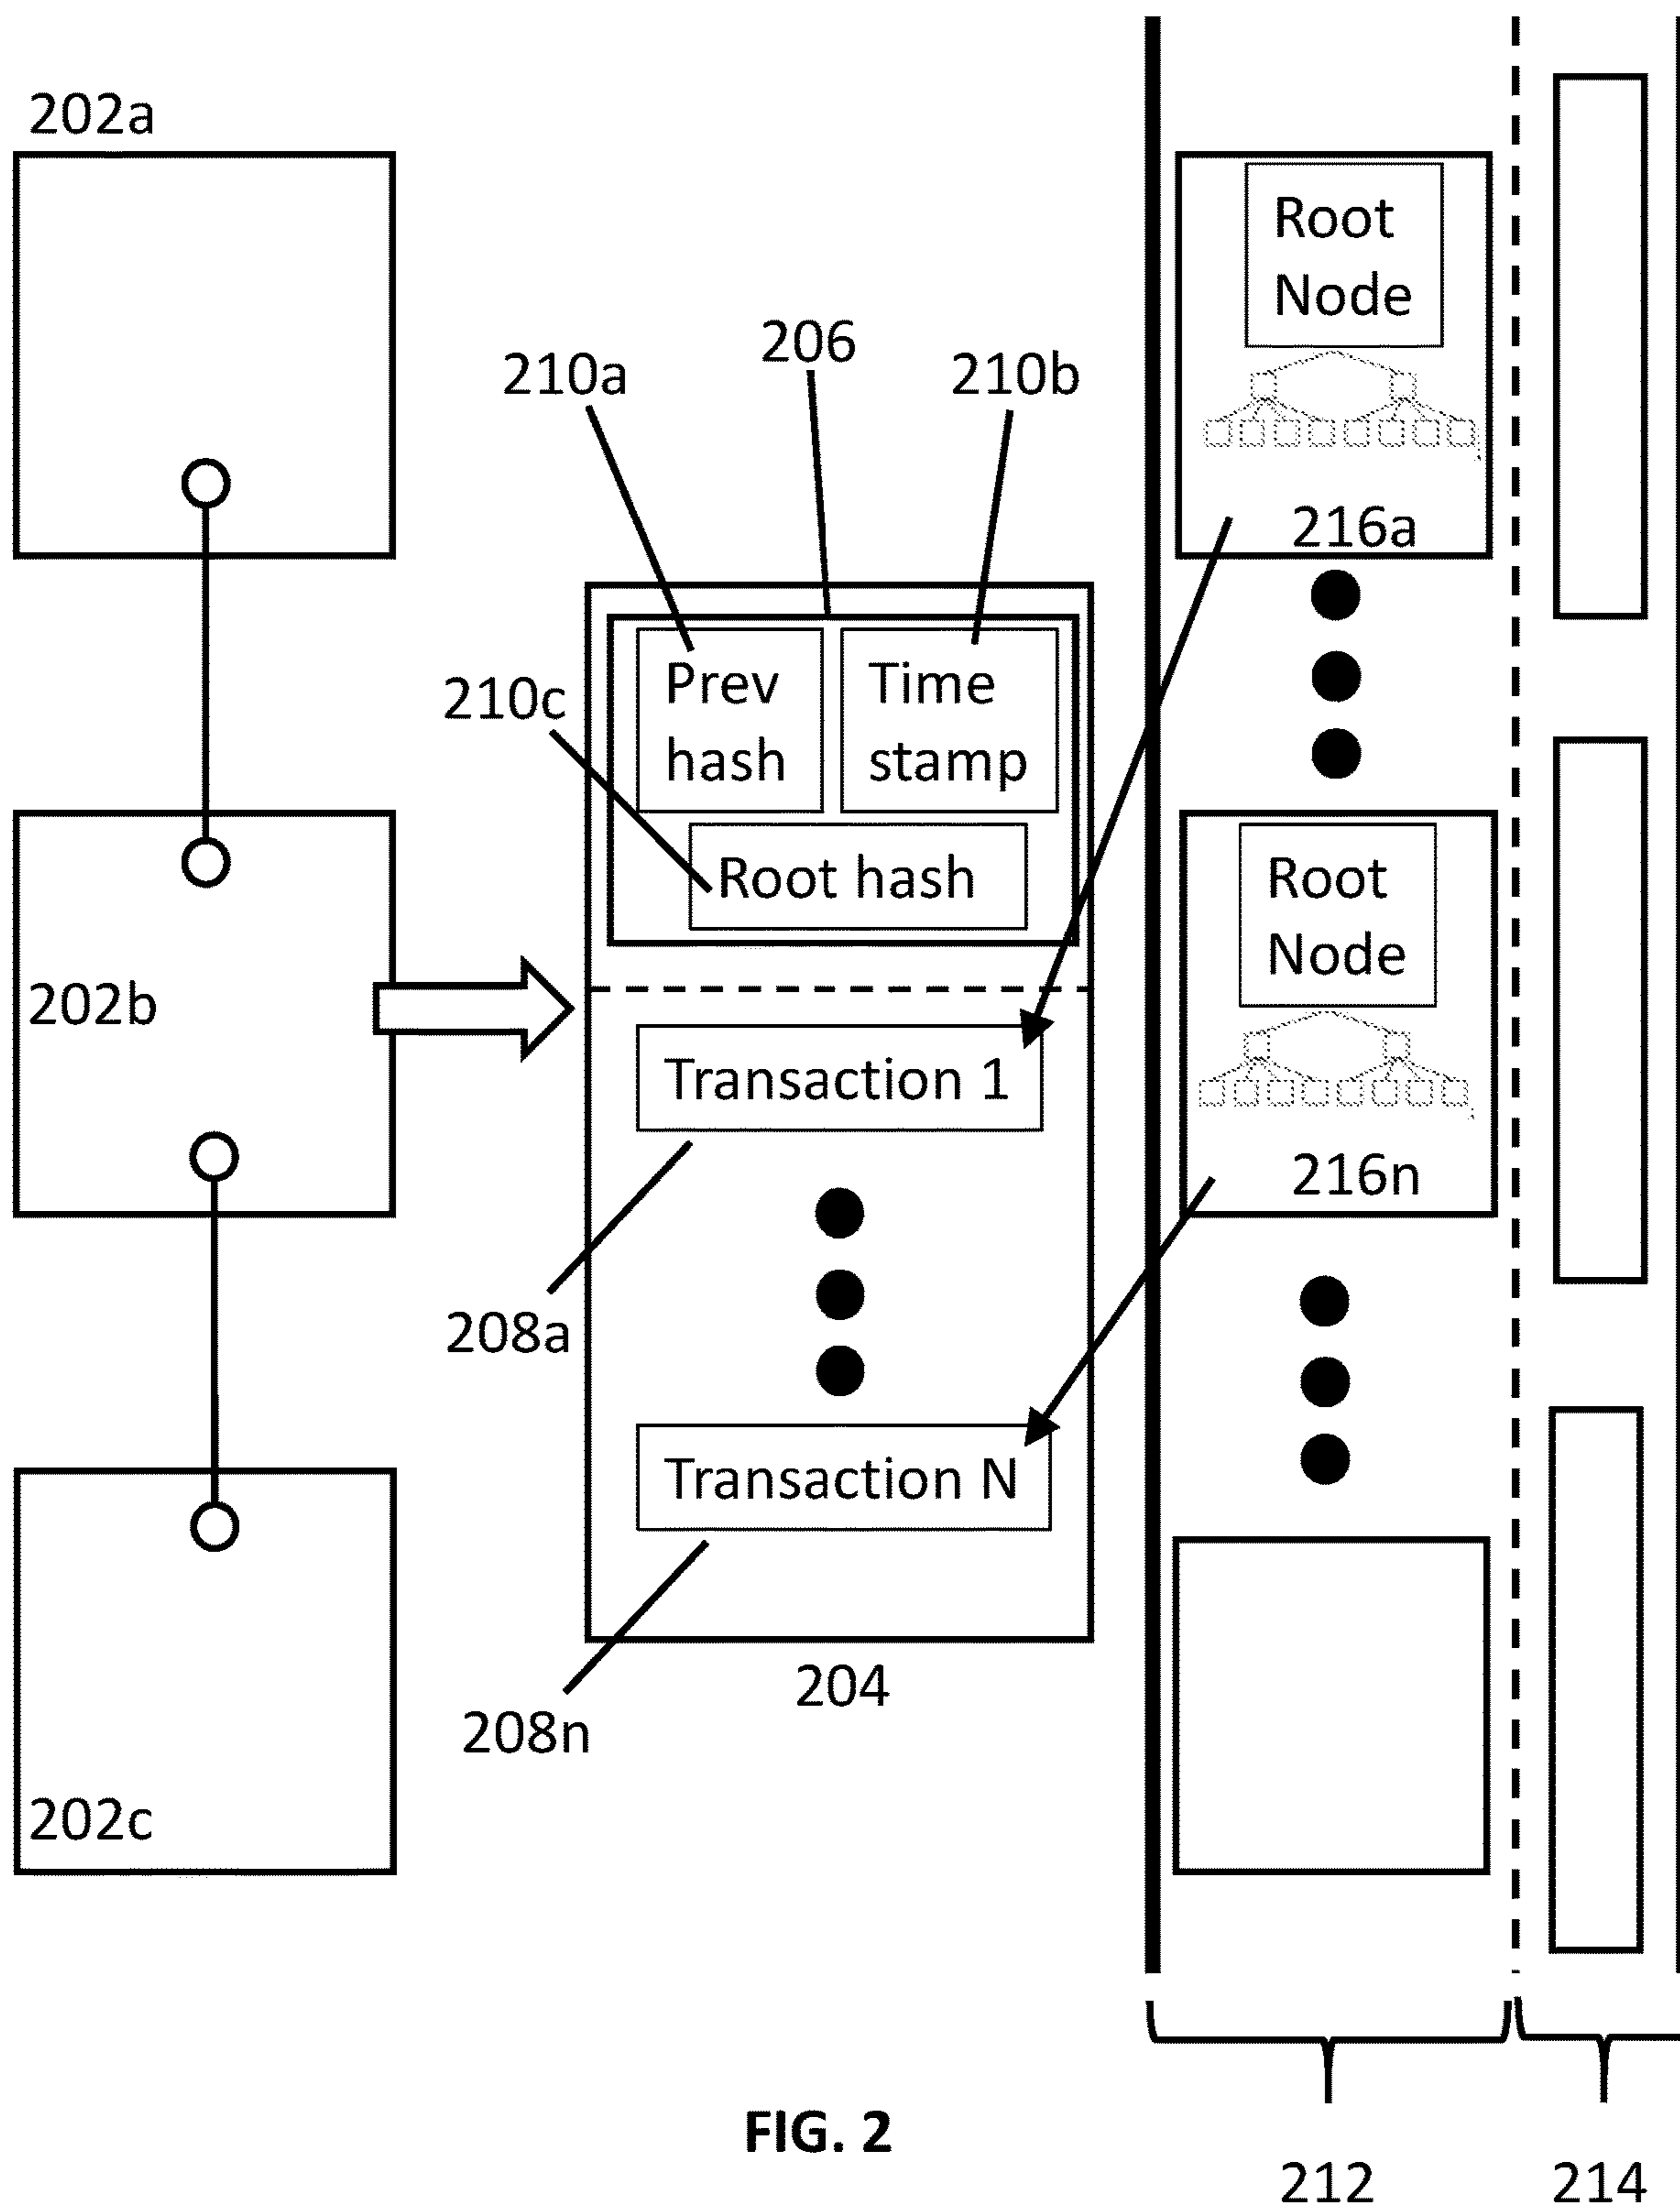 202a
Root
Node
206
210a
210b
216a
Prev
hash
Time
stamp
210c
Root hash
Root
Node
202b
Transaction 1
216n
208a
Transaction N
204
208n
202c
FIG. 2
212
214